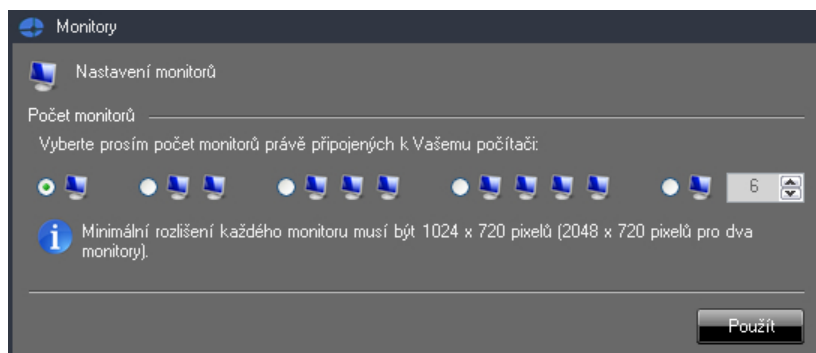 Monitory
Nastavení monitorů
Počet monitorů
Vyberte prosím počet monitorů právě připojených k Vašemu počítači:
6
Minimální rozlišení každého monitoru musí být 1024 x 720 pixelů (2048 x 720 pixelů pro dva
monitory).
Použít